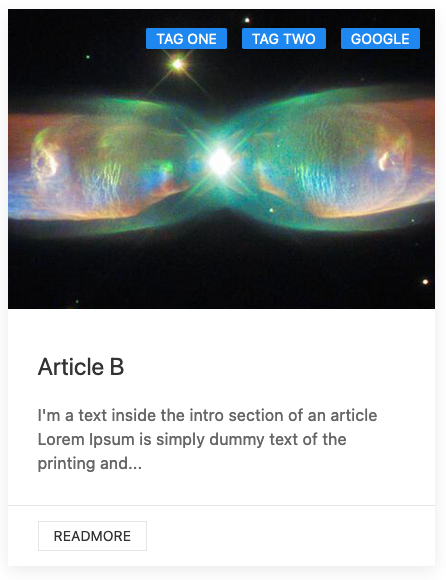 TAG ONE TAG TWO GOOGLE
Article B
I'm a text inside the intro section of an article
Lorem Ipsum is simply dummy text of the
printing and...
READMORE